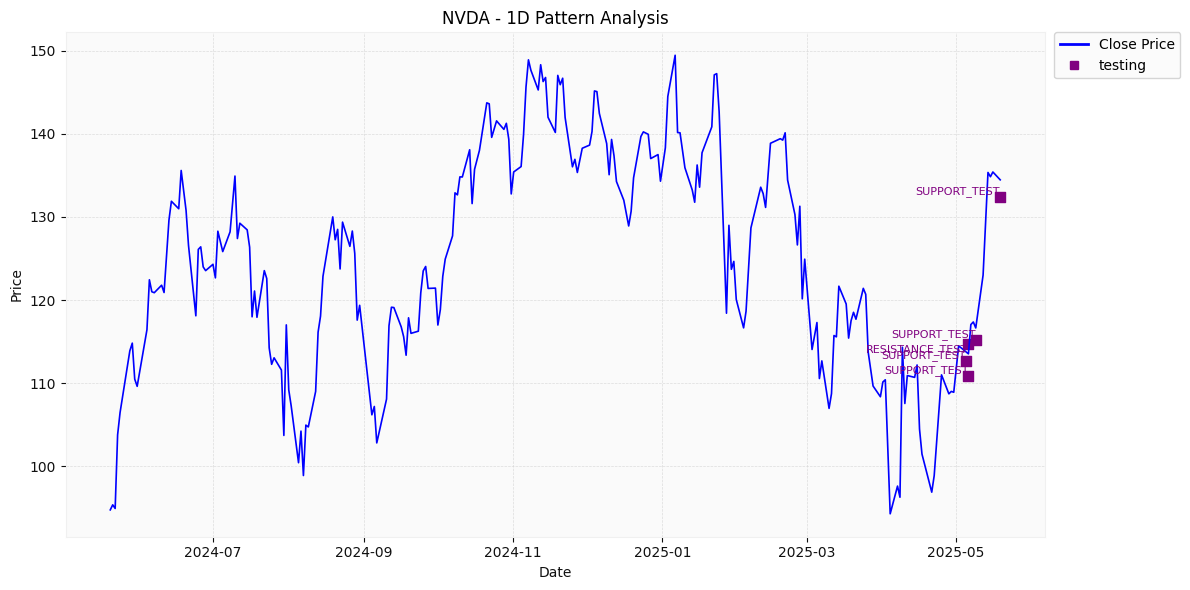 NVDA - 1D Pattern Analysis
Close Price
testing
150
140
130
120
110
100
Price
SUPPORT_TEST
SUPPORT_TEST
RESISTANCE_TEST
SUPPORT_TEST
SUPPORT_TEST
2024-07
2024-09
2024-11
2025-01
2025-03
2025-05
Date